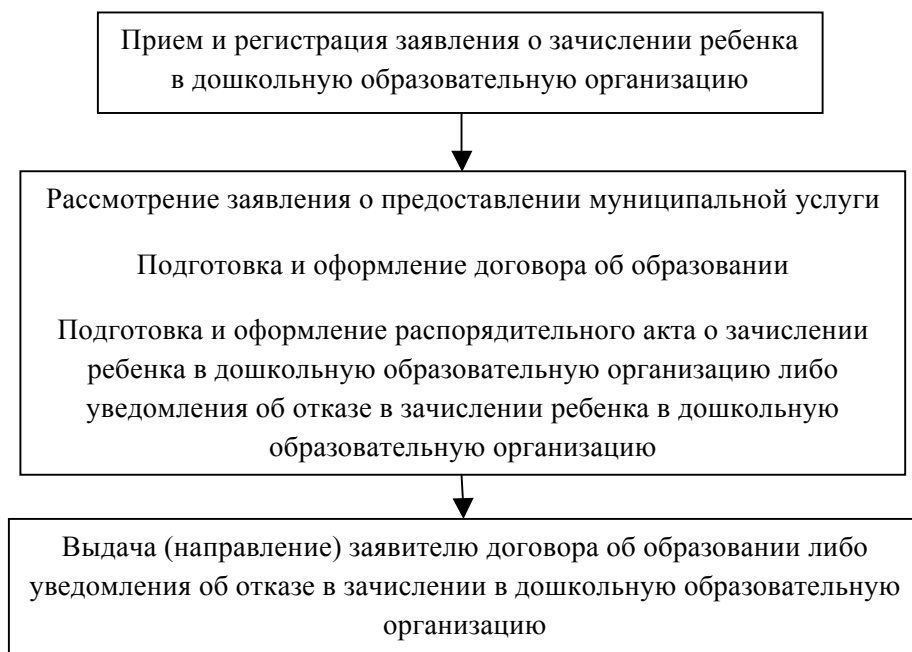 Прием и регистрация заявления о зачислении ребенка
в дошкольную образовательную организацию
Рассмотрение заявления о предоставлении муниципальной услуги
Подготовка и оформление договора об образовании
Подготовка и оформление распорядительного акта о зачислении
ребенка в дошкольную образовательную организацию либо
уведомления об отказе в зачислении ребенка в дошкольную
образовательную организацию
Выдача (направление) заявителю договора об образовании либо
уведомления об отказе в зачислении в дошкольную образовательную
организацию